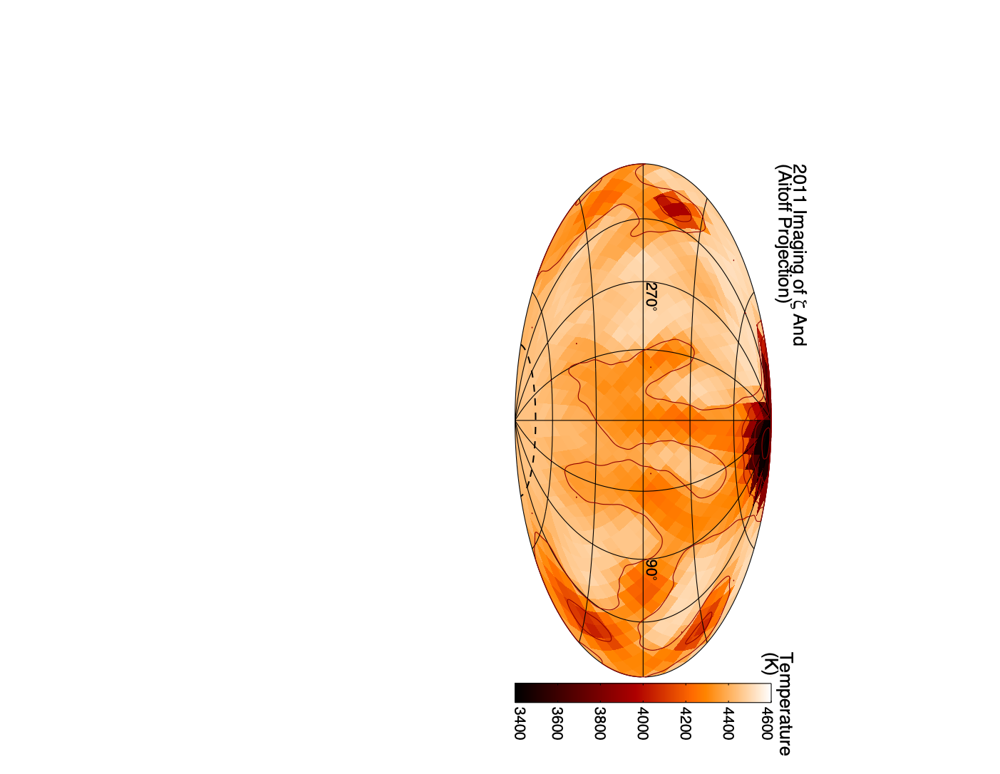 2011 Imaging of ζ And
(Aitoff Projection)
270°
90°
Temperature
(K)
3400
3600
3800
4000
4200
4400
4600